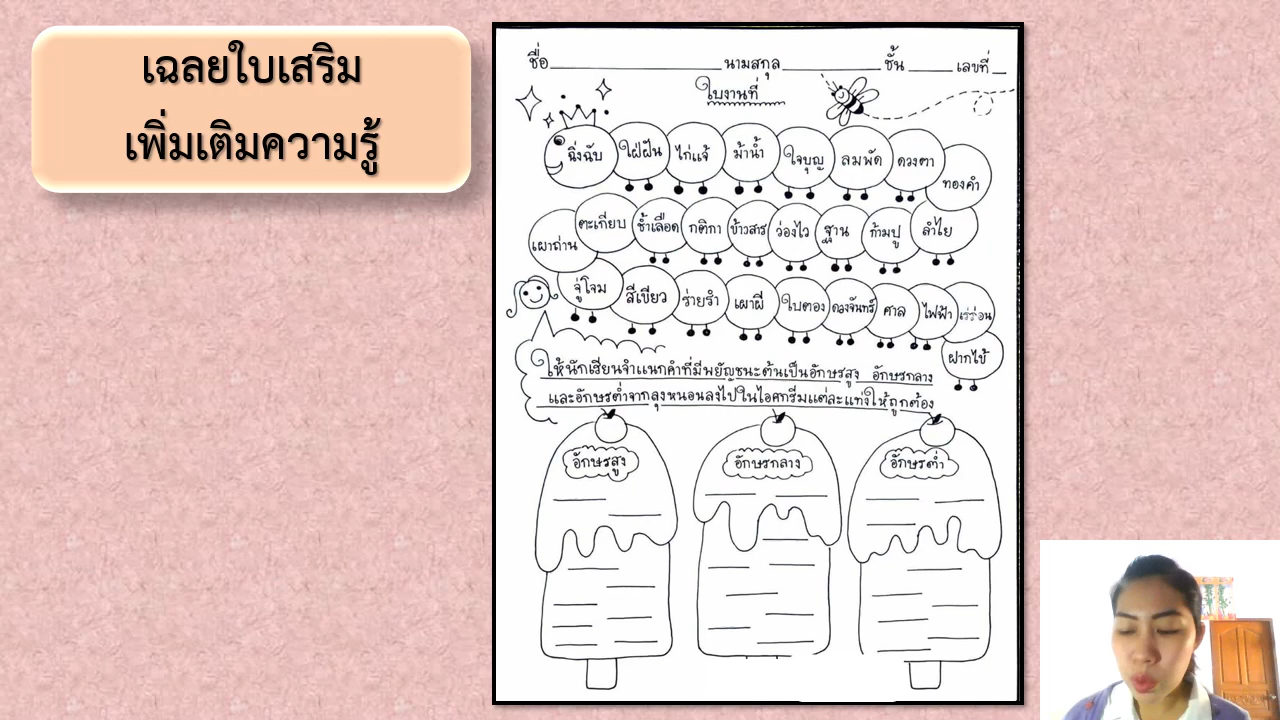 เฉลยใบเสริม
เพิ่มเติมความรู้
ชื่อ นามสกุล ชั้น เลขที่
ใบงานที่
ฉิ่งฉับ ใฝ่ฝัน ไก่แจ้ ม้าน้ำ ใจบุญ ลมพัด ดวงตา ทองคำ
เผาถ่าน ตะเกียบ ช้ำเลือด กติกา ข้าวสาร ว่องไว ฐาน ก้ามปู ลำไย
จู่โจม สีเขียว ร่ายรำ เผาผี ใบตอง ดวงจันทร์ ศาล ไฟฟ้า เร่ร่อน
ฝากไข้
ให้นักเรียนจำแนกคำที่มีพยัญชนะต้นเป็นอักษรสูง อักษรกลาง
และอักษรต่ำจากลุงหนอนลงไปในไอศกรีมแต่ละแท่งให้ถูกต้อง
อักษรสูง อักษรกลาง อักษรต่ำ